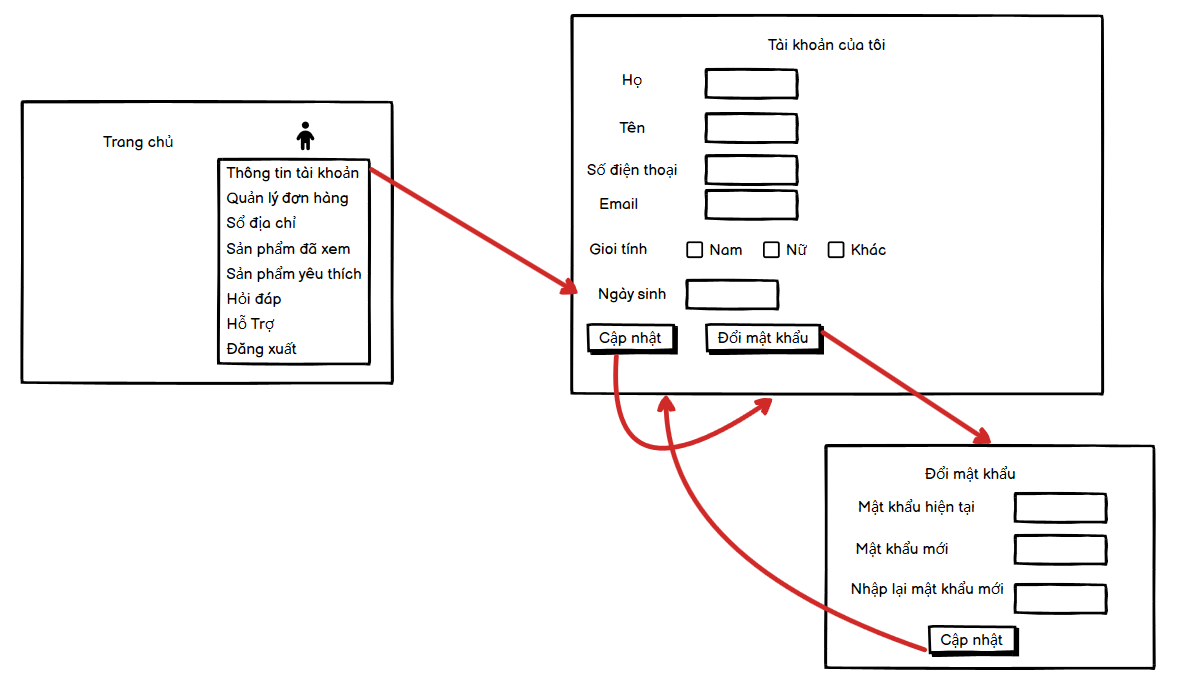 Trang chủ
Thông tin tài khoản
Quản lý đơn hàng
Sổ địa chỉ
Sản phẩm đã xem
Sản phẩm yêu thích
Hỏi đáp
Hỗ Trợ
Đăng xuất
Tài khoản của tôi
Họ
Tên
Số điện thoại
Email
Gioi tính
Nam
Nữ
Khác
Ngày sinh
Cập nhật
Đổi mật khẩu
Đổi mật khẩu
Mật khẩu hiện tại
Mật khẩu mới
Nhập lại mật khẩu mới
Cập nhật